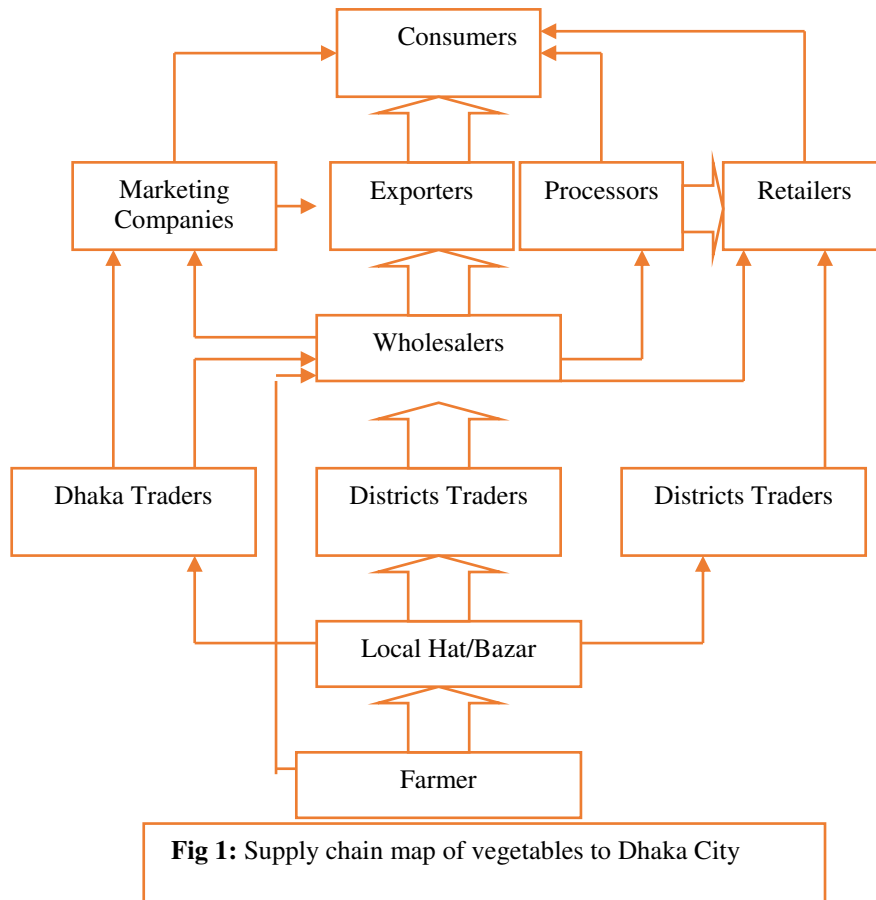 Consumers
Marketing
Companies
Exporters
Processors
Retailers
Wholesalers
Dhaka Traders
Districts Traders
Districts Traders
Local Hat/Bazar
Farmer
Fig 1: Supply chain map of vegetables to Dhaka City